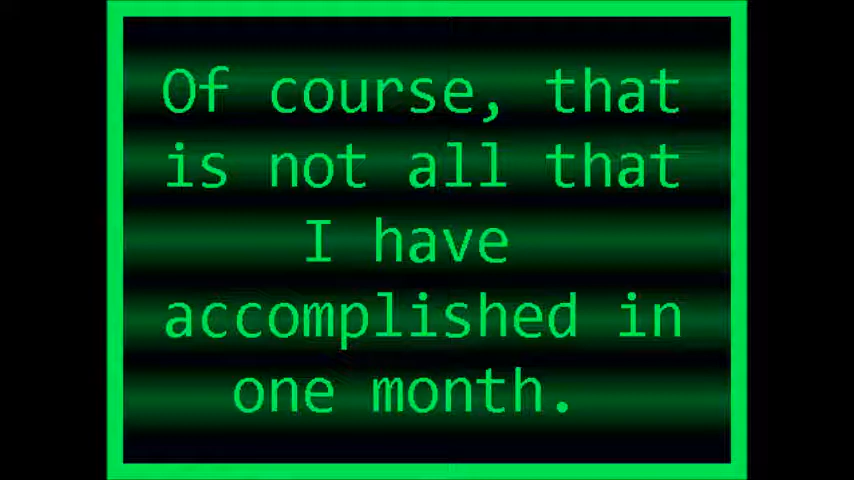 Of course, that
is not all that
I have
accomplished in
one month.